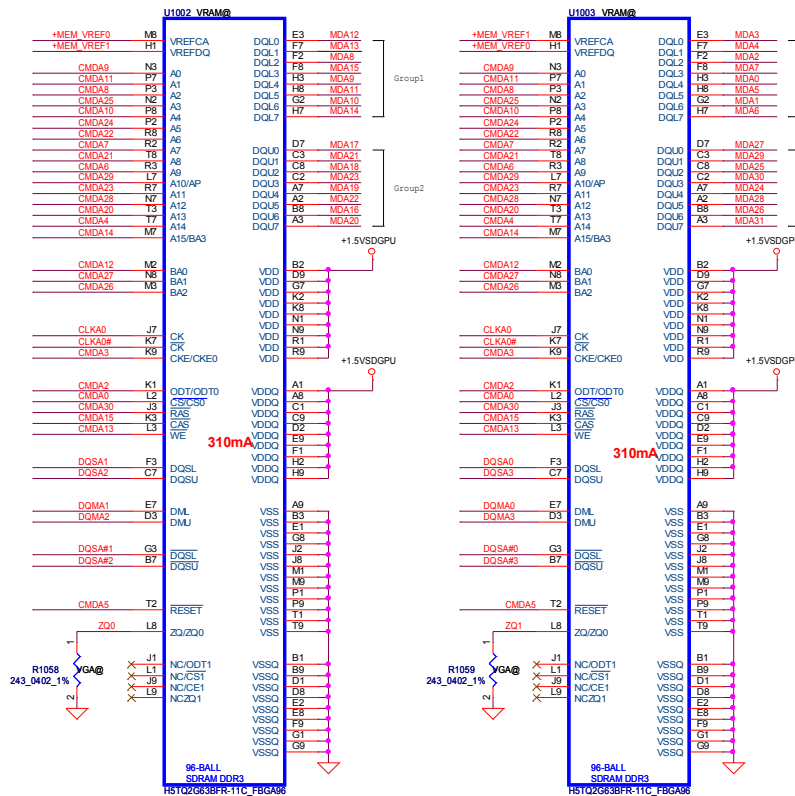 U1002 VRAM@
+MEM_VREF0 M8 VREFCA
+MEM_VREF0 H1 VREFDQ
CMDA9 N3 A0
CMDA11 P7 A1
CMDA8 P3 A2
CMDA25 N2 A3
CMDA10 P8 A4
CMDA24 P2 A5
CMDA22 R8 A6
CMDA7 R2 A7
CMDA21 T8 A8
CMDA6 R3 A9
CMDA29 L7 A10/AP
CMDA23 R7 A11
CMDA28 N7 A12
CMDA20 T3 A13
CMDA4 T7 A14
CMDA14 M7 A15/BA3
CMDA12 M2 BA0
CMDA27 N8 BA1
CMDA26 M3 BA2
CLKA0 J7 CK
CLKA0# K7 CK
CMDA3 K9 CKE/CKE0
CMDA2 K1 ODT/ODT0
CMDA0 L2 CS/CS0
CMDA30 J3 RAS
CMDA15 K3 CAS
CMDA13 L3 WE
310mA
DQSA1 F3 DQSL
DQSA2 C7 DQSU
DQMA1 E7 DML
DQMA2 D3 DMU
DQSA#1 G3 DQSL
DQSA#2 B7 DQSU
CMDA5 T2 RESET
ZQ0 L8 ZQ/ZQ0
1
R1058 VGA@
243_0402_1%
2
J1 NC/ODT1
L1 NC/CS1
J9 NC/CE1
L9 NCZQ1
DQL0 E3 MDA12
DQL1 F7 MDA13
DQL2 F2 MDA8
DQL3 F8 MDA15
DQL4 H3 MDA9
DQL5 H8 MDA11
DQL6 G2 MDA10
DQL7 H7 MDA14
Group1
DQU0 D7 MDA17
DQU1 C3 MDA21
DQU2 C8 MDA18
DQU3 C2 MDA23
DQU4 A7 MDA19
DQU5 A2 MDA22
DQU6 B8 MDA16
DQU7 A3 MDA20
Group2
+1.5VSDGPU
VDD B2
VDD D9
VDD G7
VDD K2
VDD K8
VDD N1
VDD N9
VDD R1
VDD R9
+1.5VSDGPU
VDDQ A1
VDDQ A8
VDDQ C1
VDDQ C9
VDDQ D2
VDDQ E9
VDDQ F1
VDDQ H2
VDDQ H9
VSS A9
VSS B3
VSS E1
VSS G8
VSS J2
VSS J8
VSS M1
VSS M9
VSS P1
VSS P9
VSS T1
VSS T9
VSSQ B1
VSSQ B9
VSSQ D1
VSSQ D8
VSSQ E2
VSSQ E8
VSSQ F9
VSSQ G1
VSSQ G9
96-BALL
SDRAM DDR3
H5TQ2G63BFR-11C_FBGA96
U1003 VRAM@
+MEM_VREF1 M8 VREFCA
+MEM_VREF1 H1 VREFDQ
CMDA9 N3 A0
CMDA11 P7 A1
CMDA8 P3 A2
CMDA25 N2 A3
CMDA10 P8 A4
CMDA24 P2 A5
CMDA22 R8 A6
CMDA7 R2 A7
CMDA21 T8 A8
CMDA6 R3 A9
CMDA29 L7 A10/AP
CMDA23 R7 A11
CMDA28 N7 A12
CMDA20 T3 A13
CMDA4 T7 A14
CMDA14 M7 A15/BA3
CMDA12 M2 BA0
CMDA27 N8 BA1
CMDA26 M3 BA2
CLKA0 J7 CK
CLKA0# K7 CK
CMDA3 K9 CKE/CKE0
CMDA2 K1 ODT/ODT0
CMDA0 L2 CS/CS0
CMDA30 J3 RAS
CMDA15 K3 CAS
CMDA13 L3 WE
310mA
DQSA0 F3 DQSL
DQSA3 C7 DQSU
DQMA0 E7 DML
DQMA3 D3 DMU
DQSA#0 G3 DQSL
DQSA#3 B7 DQSU
CMDA5 T2 RESET
ZQ1 L8 ZQ/ZQ0
1
R1059 VGA@
243_0402_1%
2
J1 NC/ODT1
L1 NC/CS1
J9 NC/CE1
L9 NCZQ1
DQL0 E3 MDA3
DQL1 F7 MDA4
DQL2 F2 MDA2
DQL3 F8 MDA7
DQL4 H3 MDA0
DQL5 H8 MDA5
DQL6 G2 MDA1
DQL7 H7 MDA6
DQU0 D7 MDA27
DQU1 C3 MDA29
DQU2 C8 MDA25
DQU3 C2 MDA30
DQU4 A7 MDA24
DQU5 A2 MDA28
DQU6 B8 MDA26
DQU7 A3 MDA31
+1.5VSDGP
VDD B2
VDD D9
VDD G7
VDD K2
VDD K8
VDD N1
VDD N9
VDD R1
VDD R9
+1.5VSDGP
VDDQ A1
VDDQ A8
VDDQ C1
VDDQ C9
VDDQ D2
VDDQ E9
VDDQ F1
VDDQ H2
VDDQ H9
VSS A9
VSS B3
VSS E1
VSS G8
VSS J2
VSS J8
VSS M1
VSS M9
VSS P1
VSS P9
VSS T1
VSS T9
VSSQ B1
VSSQ B9
VSSQ D1
VSSQ D8
VSSQ E2
VSSQ E8
VSSQ F9
VSSQ G1
VSSQ G9
96-BALL
SDRAM DDR3
H5TQ2G63BFR-11C_FBGA96